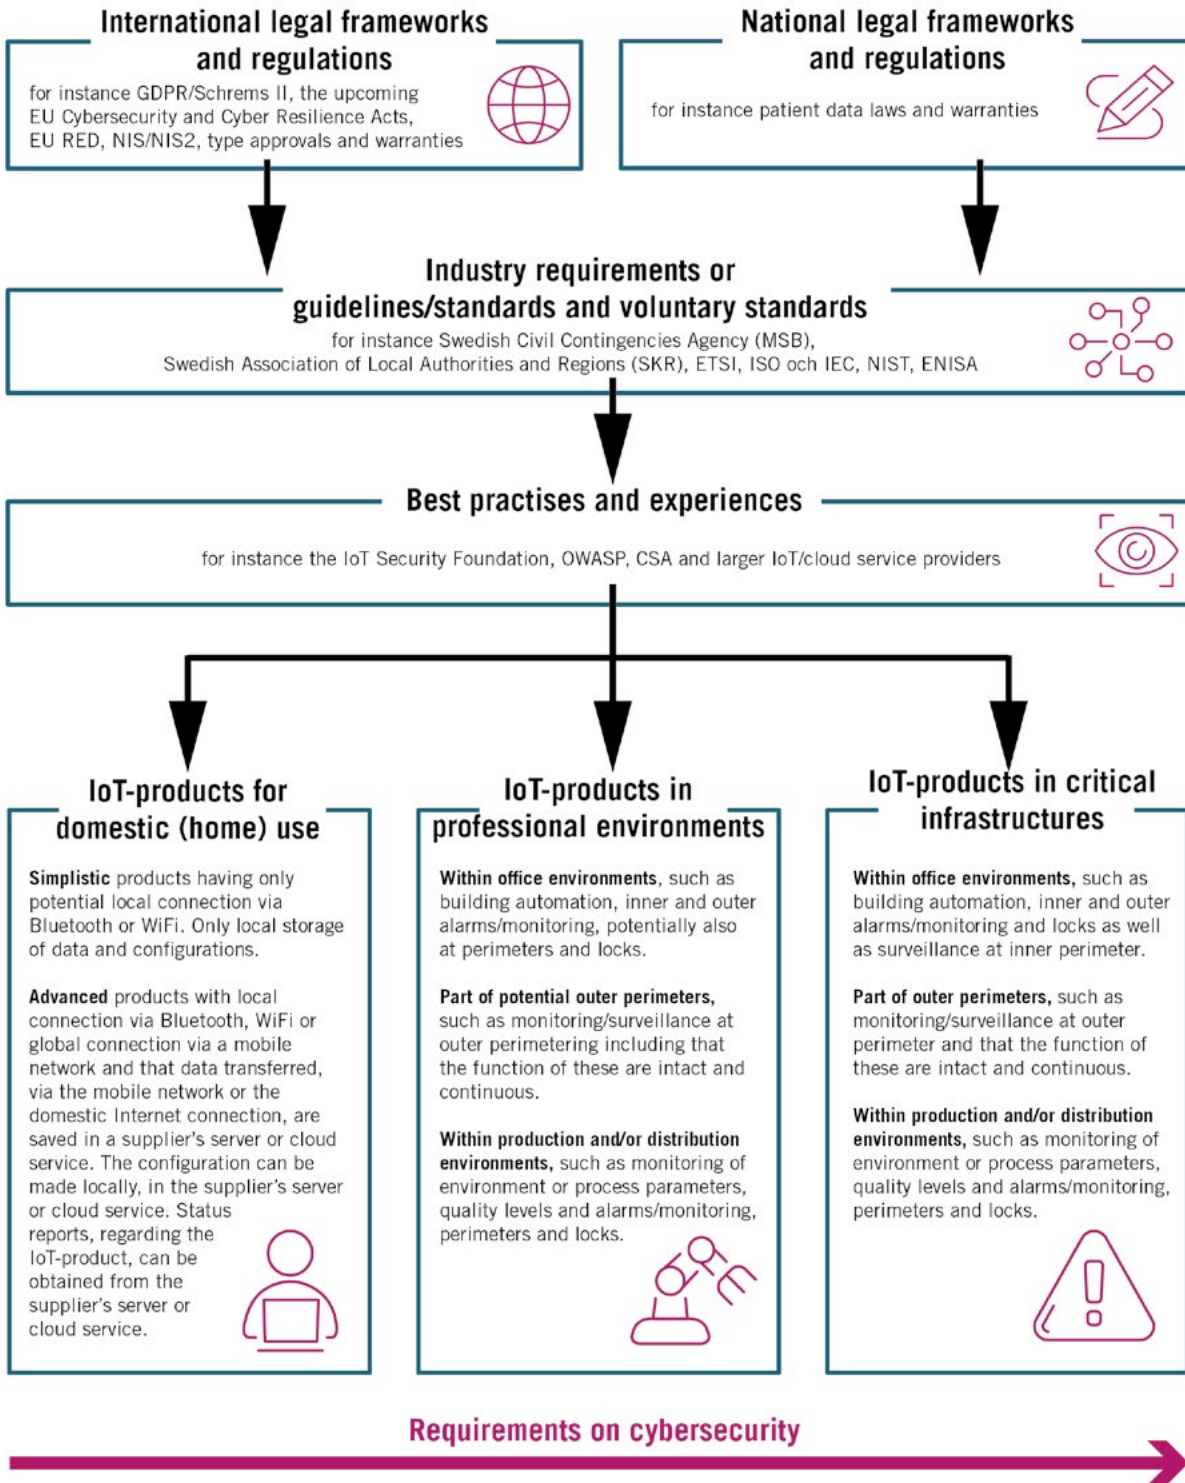 International legal frameworks
and regulations
for instance GDPR/Schrems II, the upcoming
EU Cybersecurity and Cyber Resilience Acts,
EU RED, NIS/NIS2, type approvals and warranties
National legal frameworks
and regulations
for instance patient data laws and warranties
Industry requirements or
guidelines/standards and voluntary standards
for instance Swedish Civil Contingencies Agency (MSB),
Swedish Association of Local Authorities and Regions (SKR), ETSI, ISO och IEC, NIST, ENISA
Best practises and experiences
for instance the IoT Security Foundation, OWASP, CSA and larger IoT/cloud service providers
IoT-products for
domestic (home) use
Simplistic products having only
potential local connection via
Bluetooth or WiFi. Only local storage
of data and configurations.
Advanced products with local
connection via Bluetooth, WiFi or
global connection via a mobile
network and that data transferred,
via the mobile network or the
domestic Internet connection, are
saved in a supplier's server or cloud
service. The configuration can be
made locally, in the supplier's server
or cloud service. Status
reports, regarding the
IoT-product, can be
obtained from the
supplier's server or
cloud service.
IoT-products in
professional environments
Within office environments, such as
building automation, inner and outer
alarms/monitoring, potentially also
at perimeters and locks.
Part of potential outer perimeters,
such as monitoring/surveillance at
outer perimetering including that
the function of these are intact and
continuous.
Within production and/or distribution
environments, such as monitoring of
environment or process parameters,
quality levels and alarms/monitoring,
perimeters and locks.
IoT-products in critical
infrastructures
Within office environments, such as
building automation, inner and outer
alarms/monitoring and locks as well
as surveillance at inner perimeter.
Part of outer perimeters, such as
monitoring/surveillance at outer
perimeter and that the function of
these are intact and continuous.
Within production and/or distribution
environments, such as monitoring of
environment or process parameters,
quality levels and alarms/monitoring,
perimeters and locks.
Requirements on cybersecurity